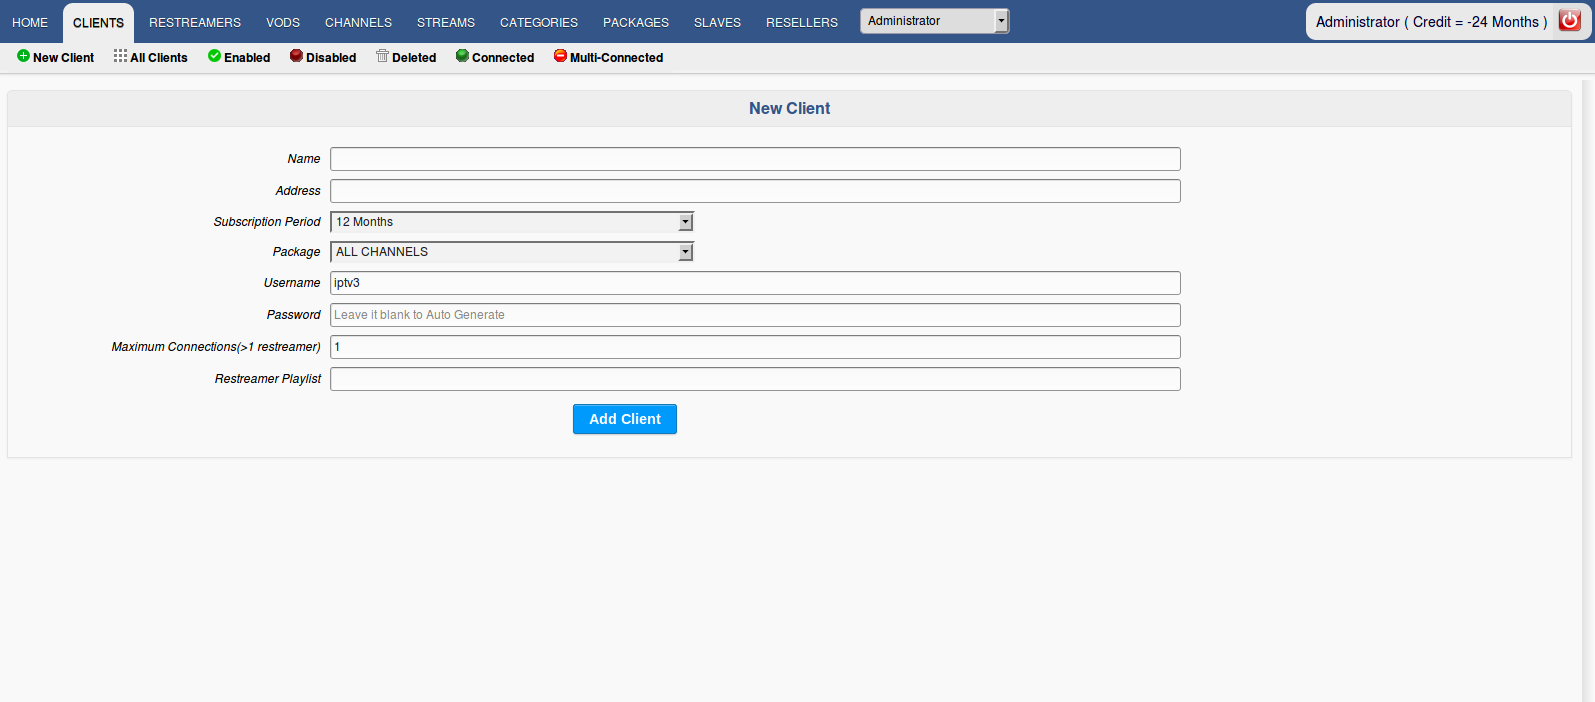 HOME CLIENTS RESTREAMERS VODS CHANNELS STREAMS CATEGORIES PACKAGES SLAVES RESELLERS Administrator Administrator ( Credit = -24 Months )
New Client All Clients Enabled Disabled Deleted Connected Multi-Connected
New Client
Name
Address
Subscription Period 12 Months
Package ALL CHANNELS
Username iptv3
Password Leave it blank to Auto Generate
Maximum Connections(>1 restreamer) 1
Restreamer Playlist
Add Client